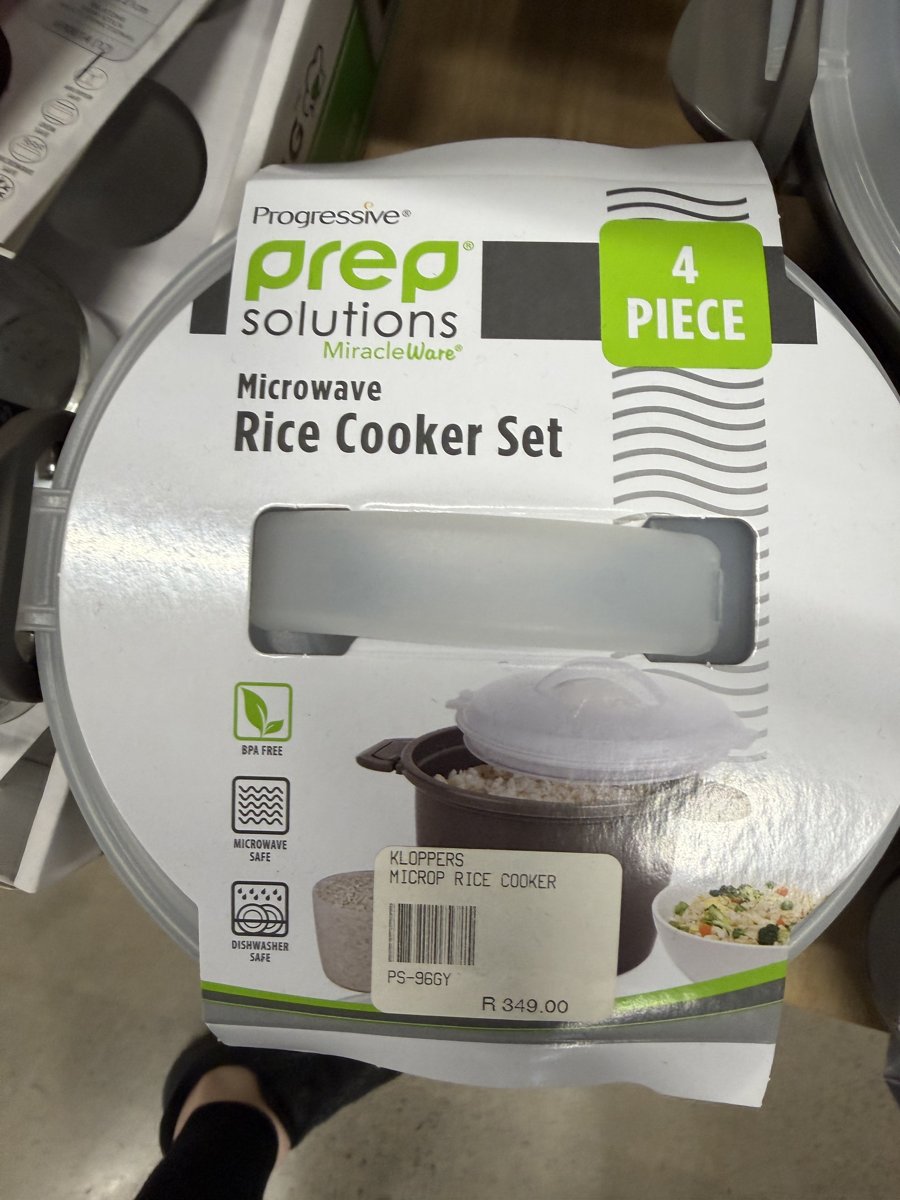 Progressive®
prep®
solutions
MiracleWare®
4
PIECE
Microwave
Rice Cooker Set
BPA FREE
MICROWAVE
SAFE
DISHWASHER
SAFE
KLOPPERS
MICROP RICE COOKER
PS-96GY
R 349.00